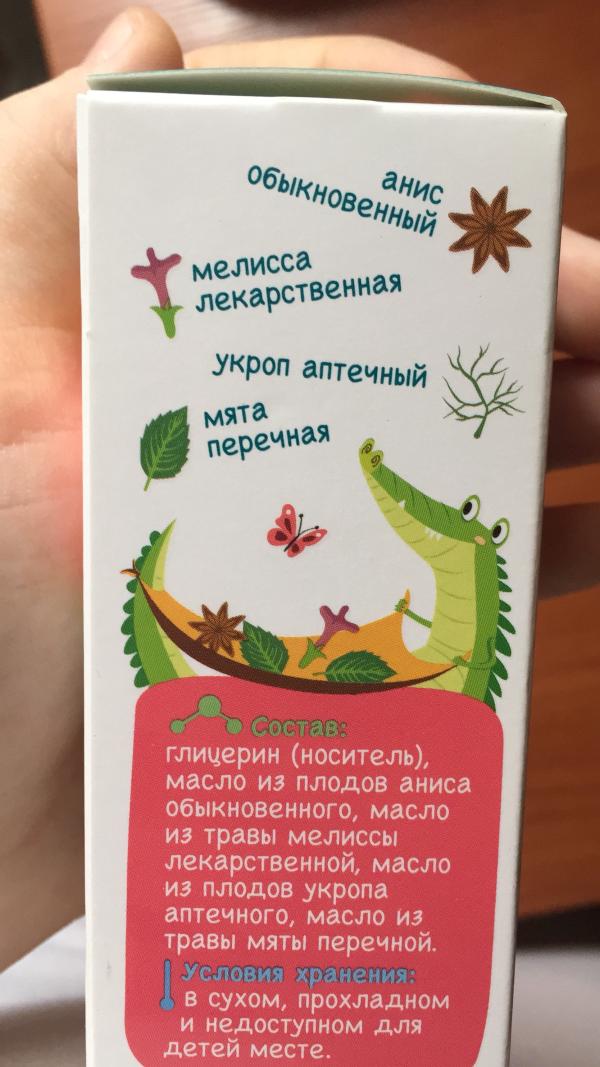 анис
обыкновенный
мелисса
лекарственная
укроп аптечный
мята
перечная
Состав:
глицерин (носитель),
масло из плодов аниса
обыкновенного, масло
из травы мелиссы
лекарственной, масло
из плодов укропа
аптечного, масло из
травы мяты перечной.
Условия хранения:
в сухом, прохладном
и недоступном для
детей месте.